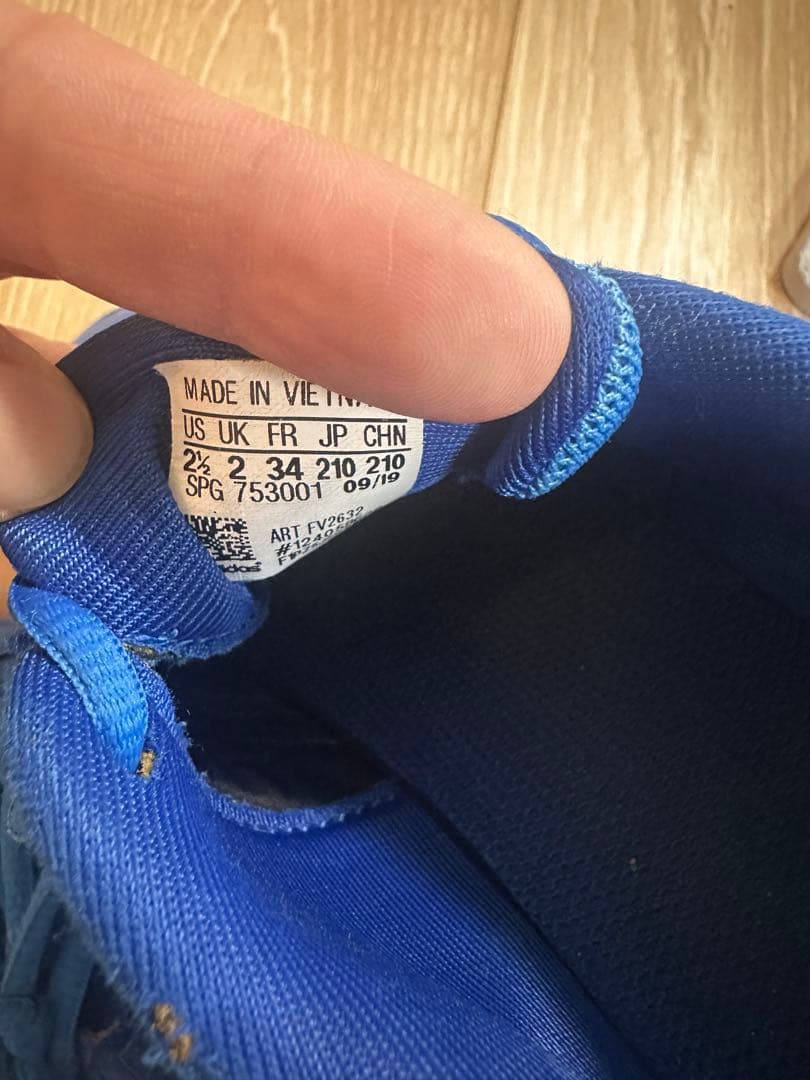 MADE IN
US UK FR JP CHN
2½ 2 34 210 210
SPG 753001 09/19
ART FV2632